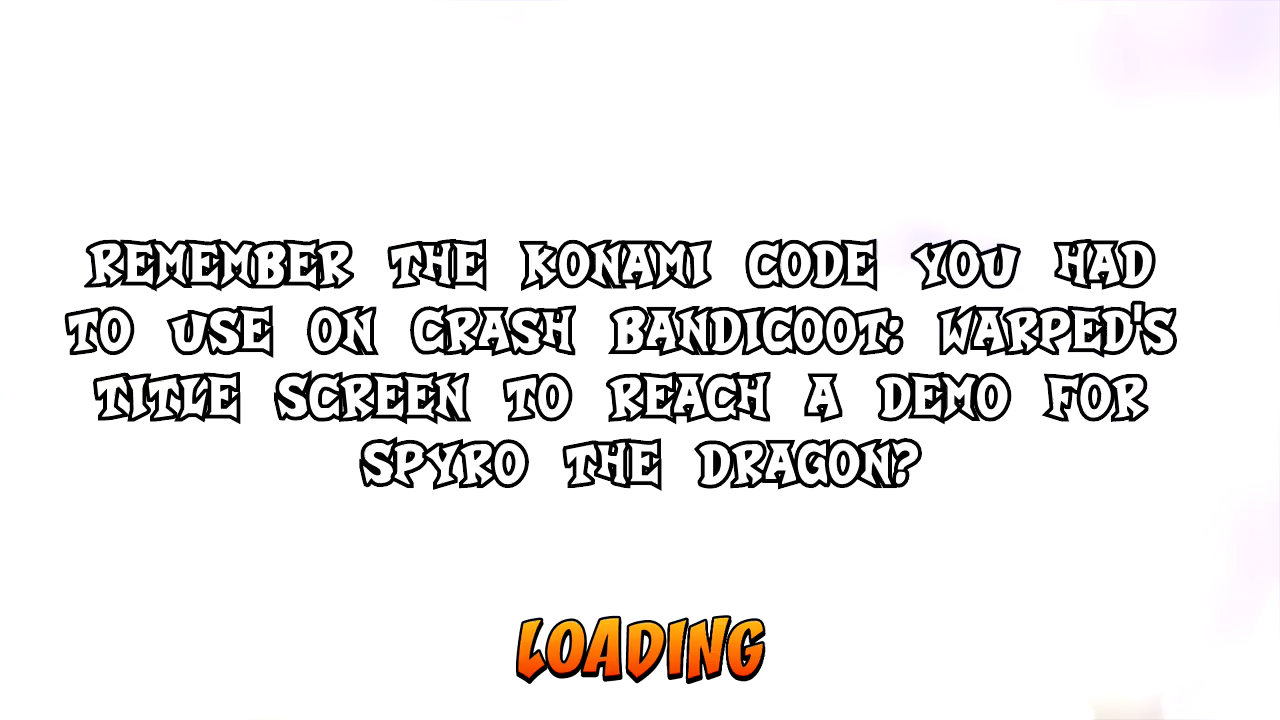 REMEMBER THE KONAMI CODE YOU HAD
TO USE ON CRASH BANDICOOT: WARPED'S
TITLE SCREEN TO REACH A DEMO FOR
SPYRO THE DRAGON?
LOADING